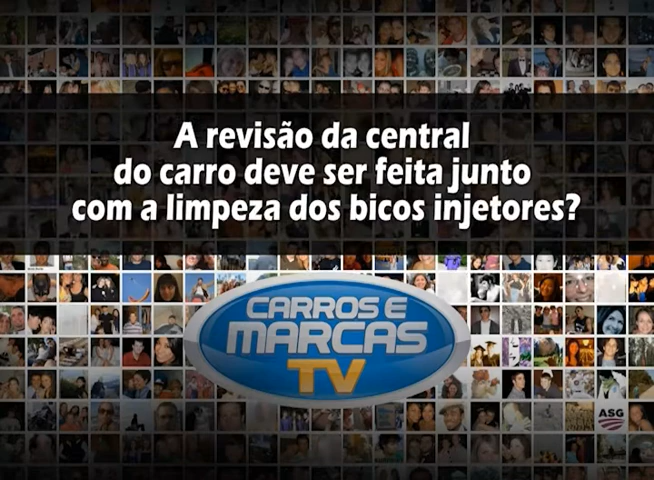 A revisão da central
do carro deve ser feita junto
com a limpeza dos bicos injetores?
CARROS E
MARCAS
TV
ASG